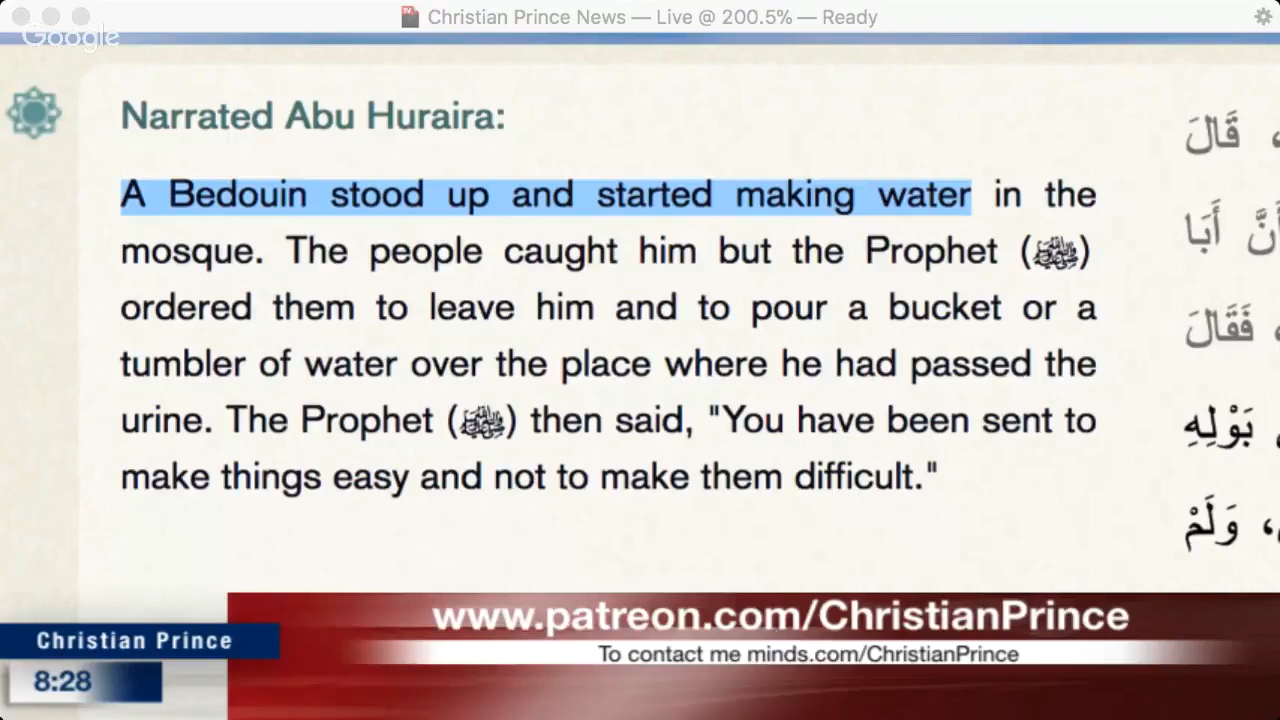 Christian Prince News — Live @ 200.5% — Ready
Google
Narrated Abu Huraira:
A Bedouin stood up and started making water in the
mosque. The people caught him but the Prophet (ﷺ)
ordered them to leave him and to pour a bucket or a
tumbler of water over the place where he had passed the
urine. The Prophet (ﷺ) then said, "You have been sent to
make things easy and not to make them difficult."
، قَالَ
أَنَّ أَبَا
، فَقَالَ
بَوْلِهِ
، وَلَمْ
www.patreon.com/ChristianPrince
To contact me minds.com/ChristianPrince
Christian Prince
8:28